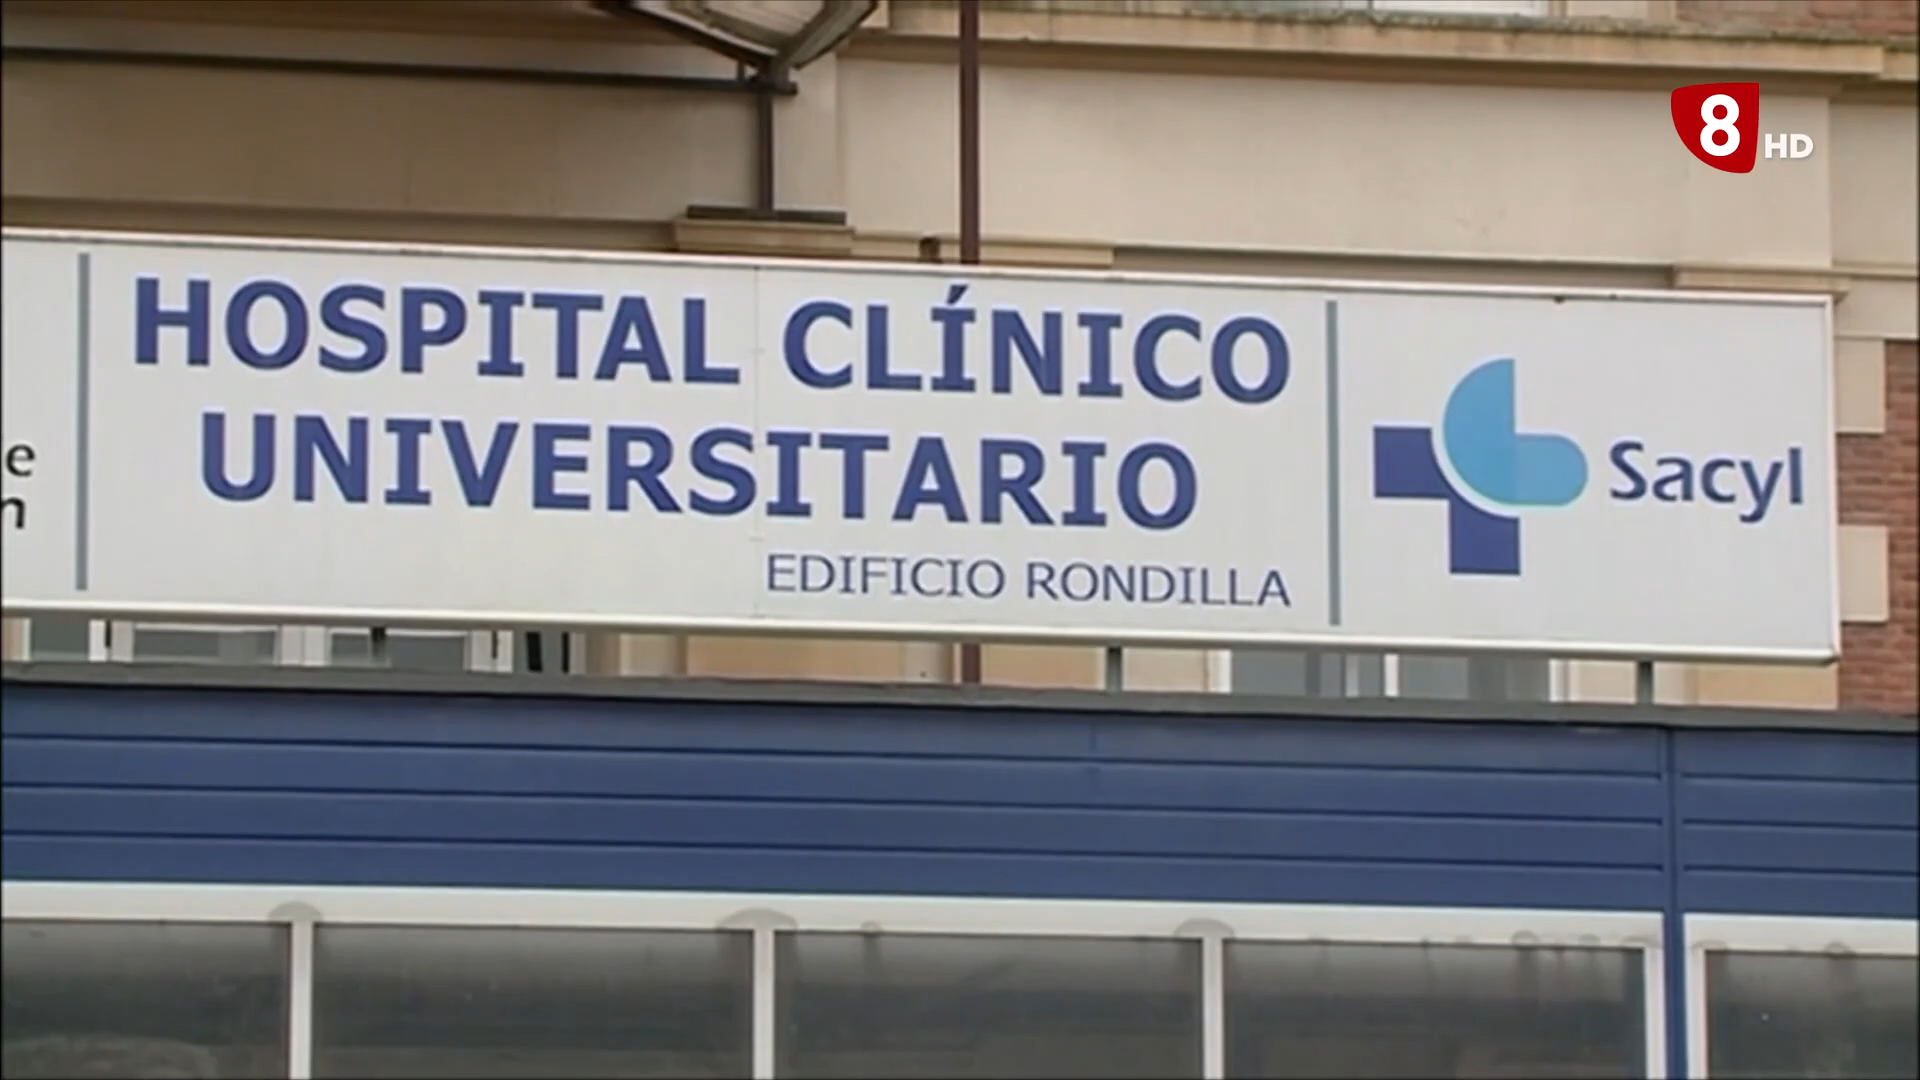 8 HD
HOSPITAL CLÍNICO
UNIVERSITARIO
EDIFICIO RONDILLA
Sacyl